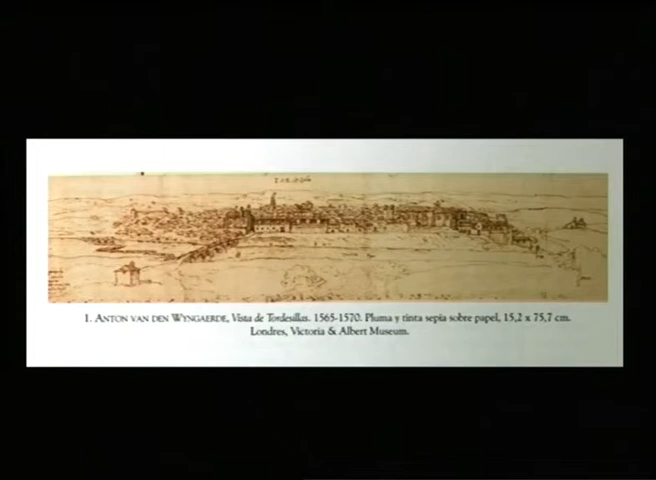 1. ANTON VAN DEN WYNGAERDE, Vista de Tordesillas. 1565-1570. Pluma y tinta sepia sobre papel, 15,2 x 75,7 cm.
Londres, Victoria & Albert Museum.